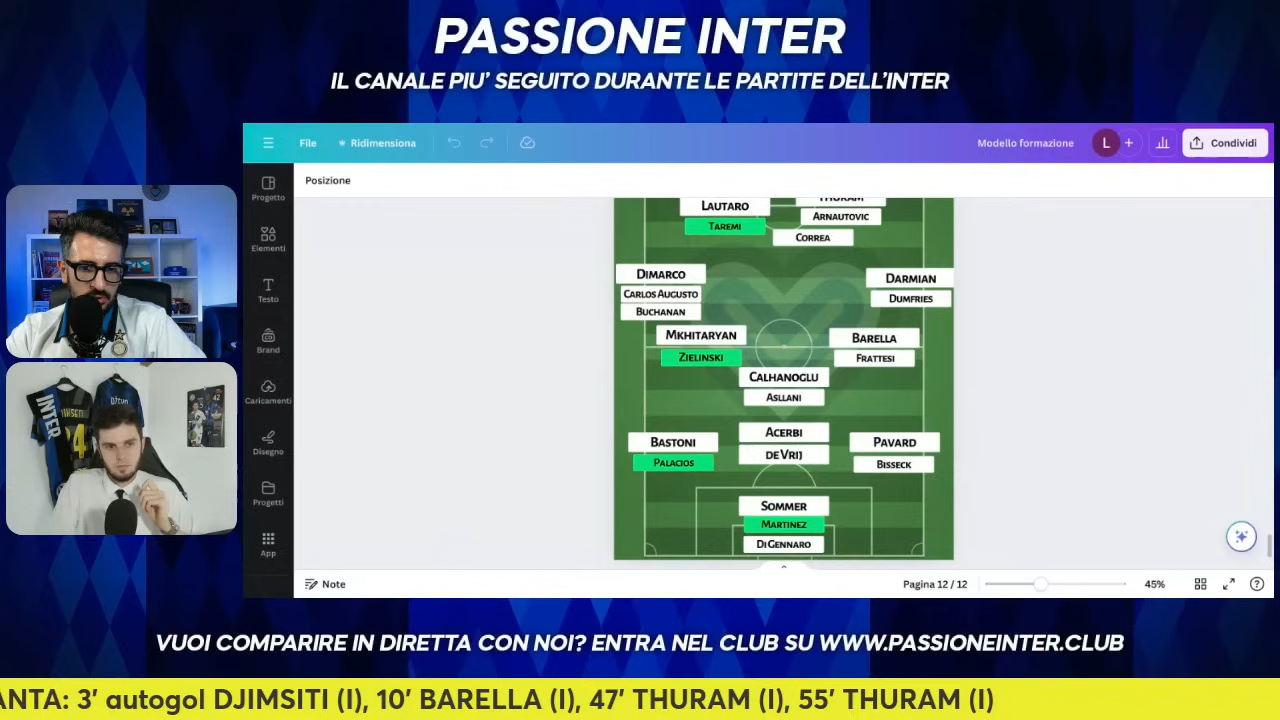 PASSIONE INTER
IL CANALE PIU' SEGUITO DURANTE LE PARTITE DELL'INTER
File
Ridimensiona
Modello formazione
L
+
Condividi
Progetto
Elementi
Testo
Brand
Caricamenti
Disegno
Progetti
App
Posizione
LAUTARO
TAREMI
THURAM
ARNAUTOVIC
CORREA
DIMARCO
CARLOS AUGUSTO
BUCHANAN
DARMIAN
DUMFRIES
MKHITARYAN
ZIELINSKI
BARELLA
FRATTESI
CALHANOGLU
ASLLANI
BASTONI
PALACIOS
ACERBI
DE VRIJ
PAVARD
BISSECK
SOMMER
MARTINEZ
DI GENNARO
INTER
24
Note
Pagina 12 / 12
45%
VUOI COMPARIRE IN DIRETTA CON NOI? ENTRA NEL CLUB SU WWW.PASSIONEINTER.CLUB
ANTA: 3' autogol DJIMSITI (I), 10' BARELLA (I), 47' THURAM (I), 55' THURAM (I)